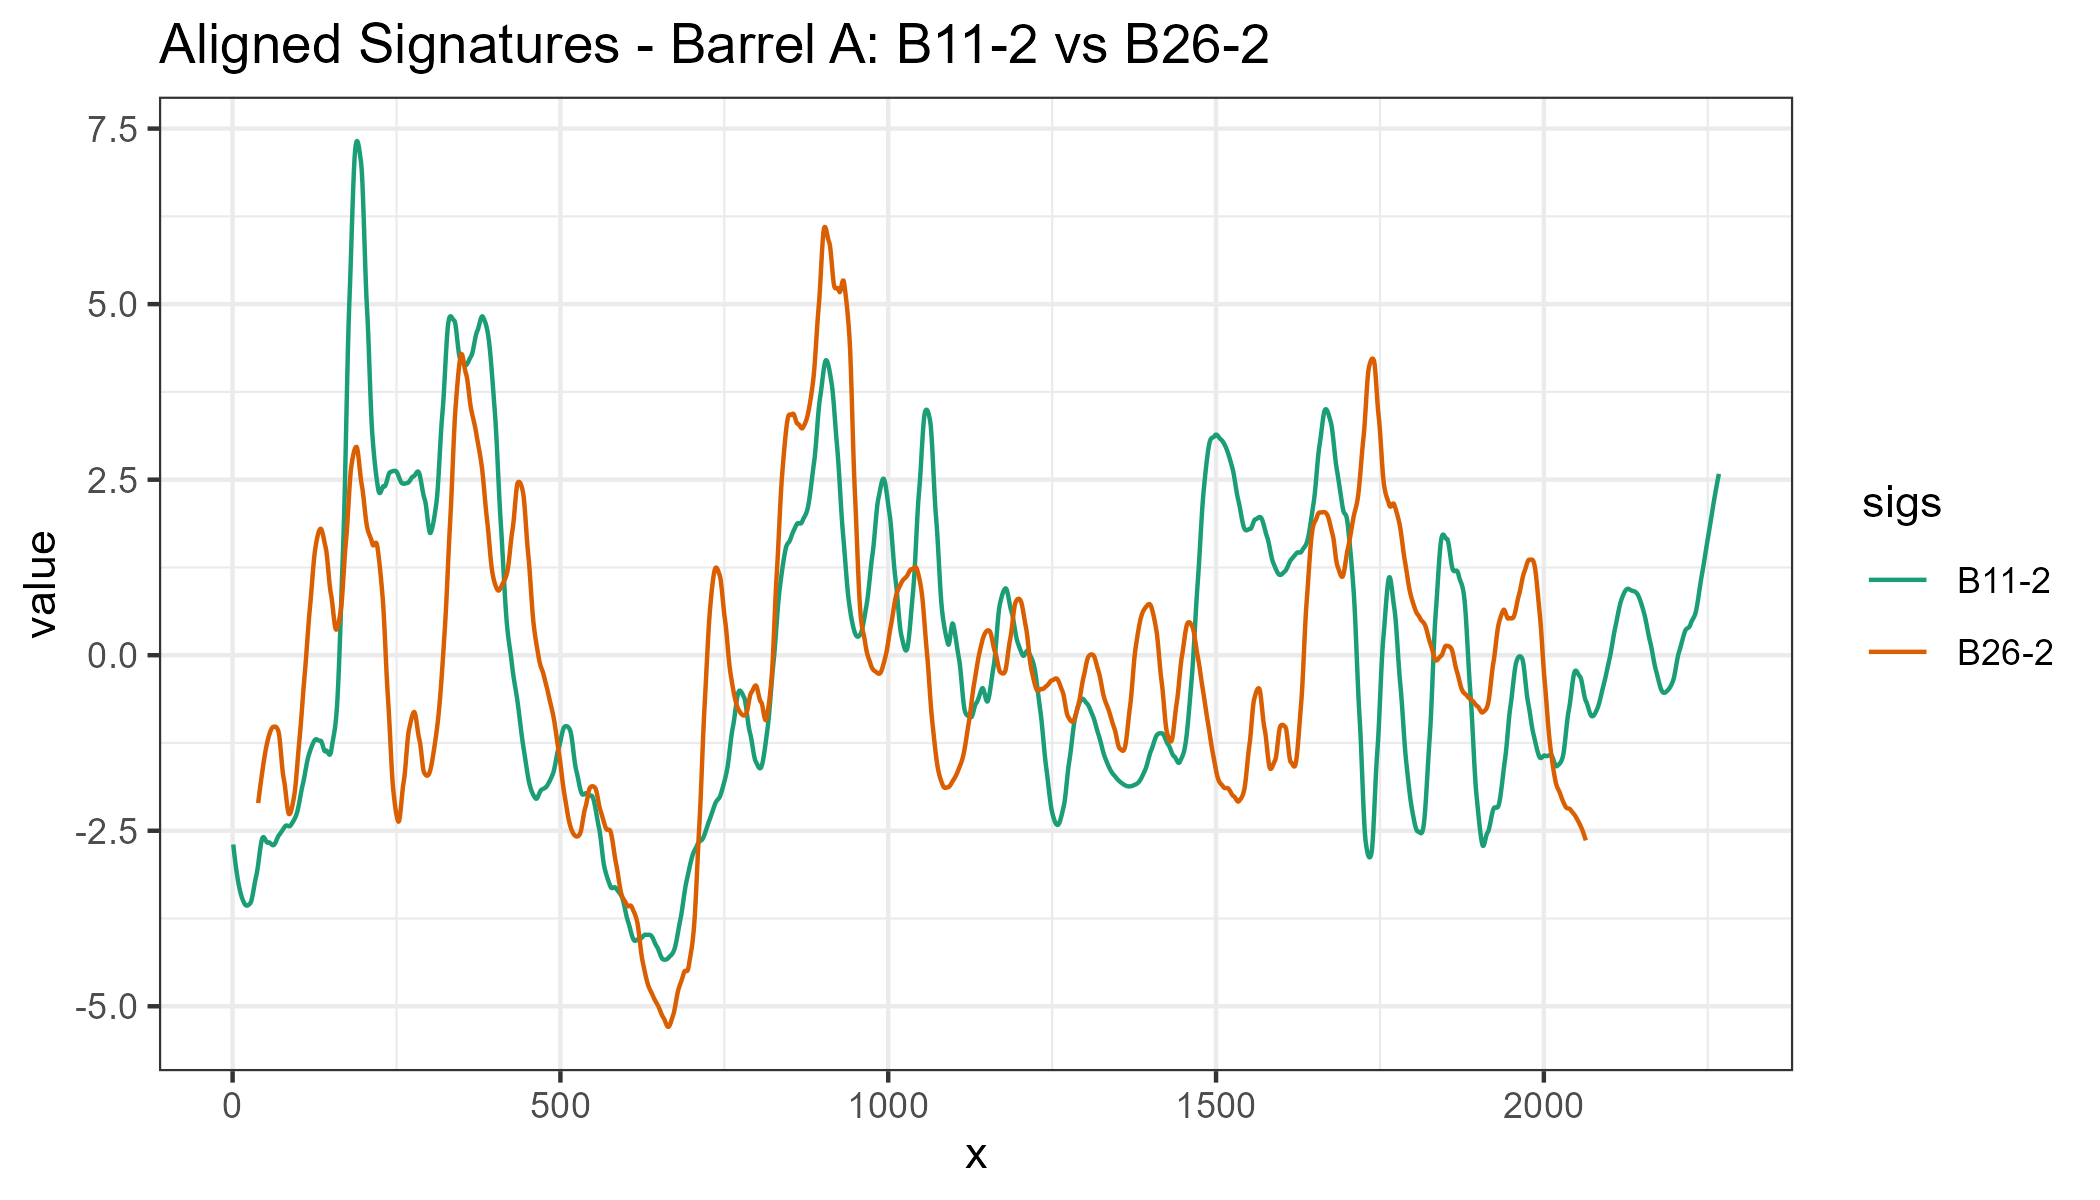 Aligned Signatures - Barrel A: B11-2 vs B26-2
7.5
5.0
2.5
0.0
-2.5
-5.0
value
0 500 1000 1500 2000
x
sigs
B11-2
B26-2